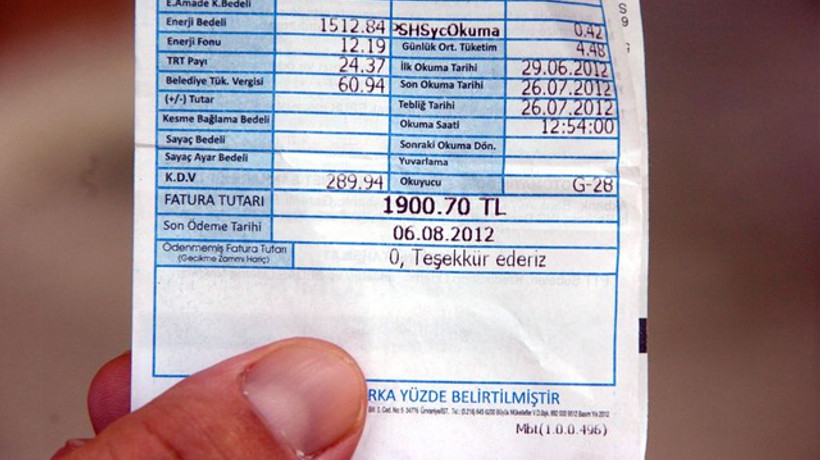 E.Amade K.Bedeli
Enerji Bedeli 1512.84 PSHSycOkuma 0.42
Enerji Fonu 12.19 Günlük Ort. Tüketim 4.48
TRT Payı 24.37 İlk Okuma Tarihi 29.06.2012
Belediye Tük. Vergisi 60.94 Son Okuma Tarihi 26.07.2012
(+/-) Tutar Tebliğ Tarihi 26.07.2012
Kesme Bağlama Bedeli Okuma Saati 12:54:00
Sayaç Bedeli Sonraki Okuma Dön.
Sayaç Ayar Bedeli Yuvarlama
K.D.V 289.94 Okuyucu G-28
FATURA TUTARI 1900.70 TL
Son Ödeme Tarihi 06.08.2012
Ödenmemiş Fatura Tutarı 0, Teşekkür ederiz
(Gecikme Zammı Hariç)
RKA YÜZDE BELİRTİLMİŞTİR
Mbt(1.0.0.496)
S
9